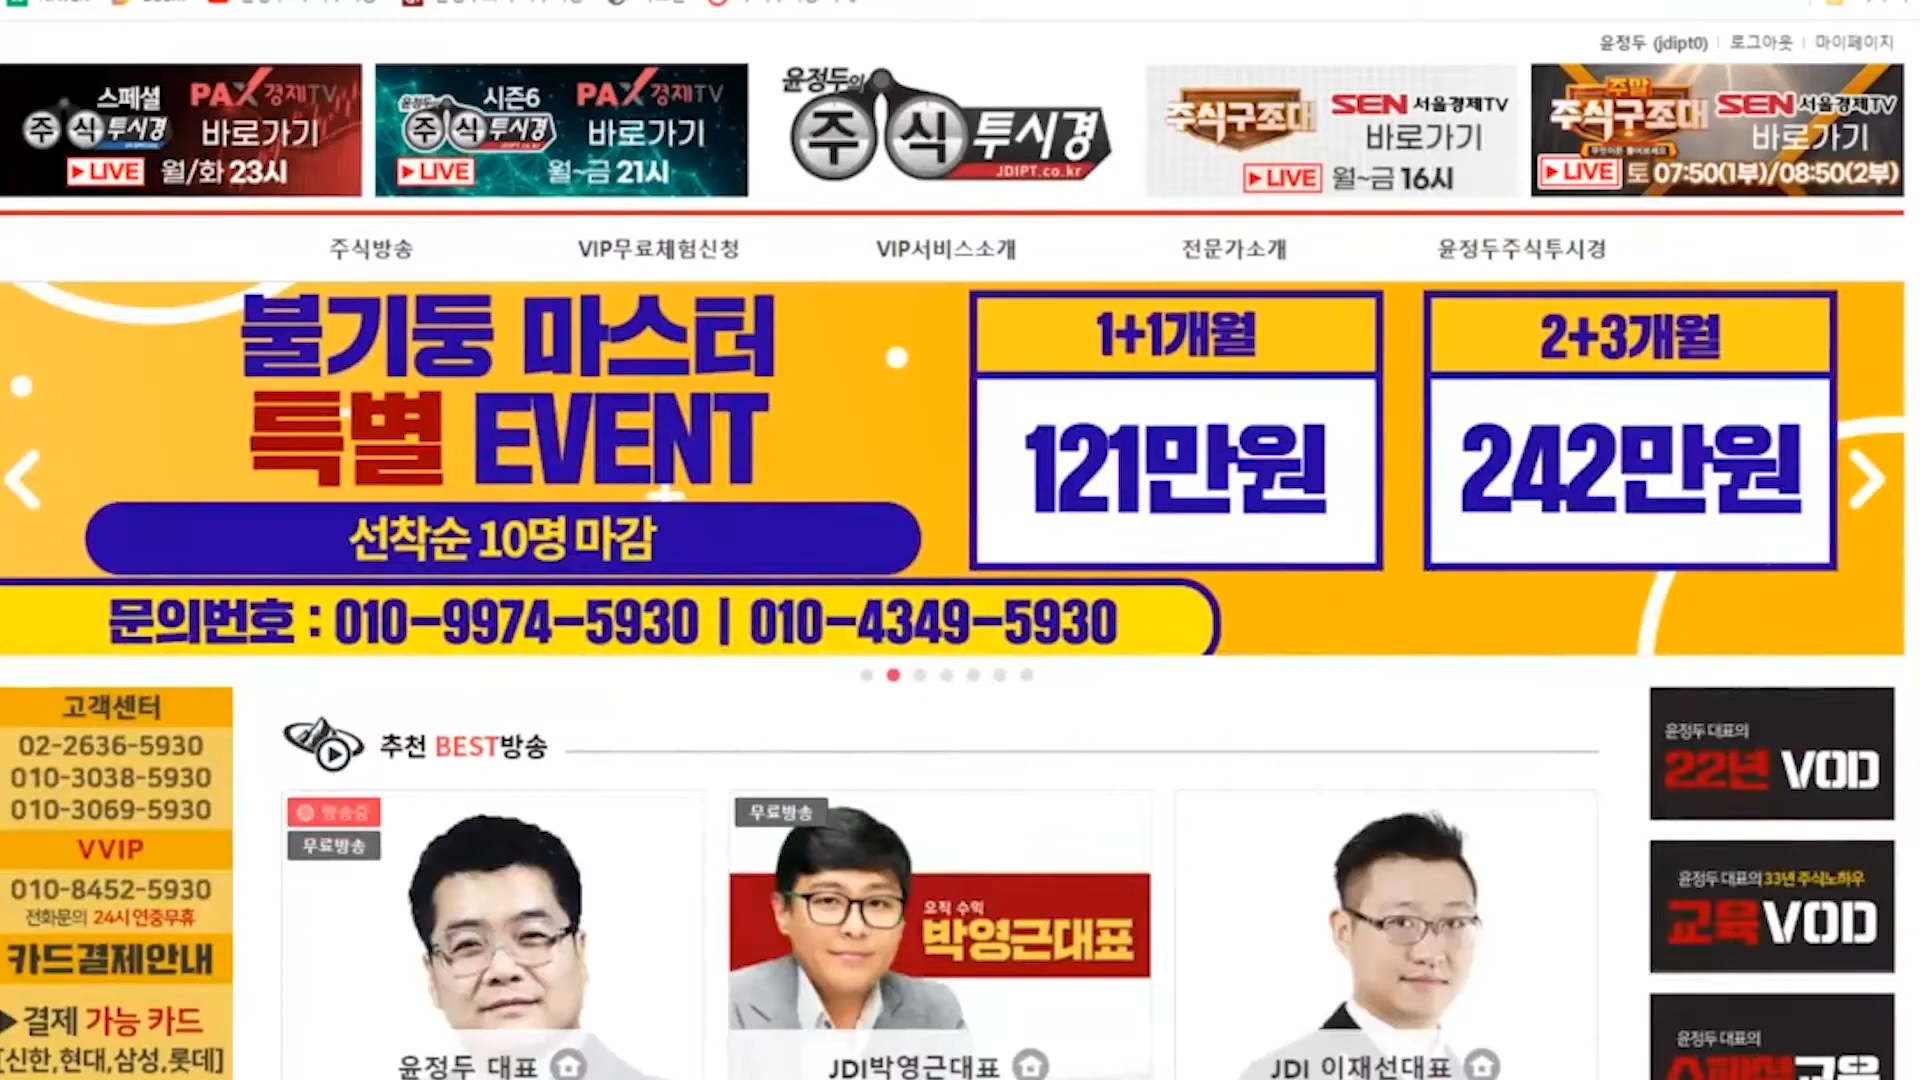 윤정두 (jdipt0) | 로그아웃 | 마이페이지
스페셜
PAX경제TV
주식투시경
바로가기
LIVE 월/화 23시
윤정두의
시즌6
PAX경제TV
주식투시경
바로가기
LIVE 월~금 21시
윤정두의
주식투시경
JDIPT.co.kr
주식구조대
SEN 서울경제TV
바로가기
LIVE 월~금 16시
주말
주식구조대
SEN 서울경제TV
바로가기
LIVE 토 07:50(1부)/08:50(2부)
주식방송
VIP무료체험신청
VIP서비스소개
전문가소개
윤정두주식투시경
불기둥 마스터
특별 EVENT
선착순 10명 마감
1+1개월
121만원
2+3개월
242만원
문의번호 : 010-9974-5930 | 010-4349-5930
고객센터
02-2636-5930
010-3038-5930
010-3069-5930
VVIP
010-8452-5930
전화문의 24시 연중무휴
카드결제안내
▶결제 가능 카드
[신한,현대,삼성,롯데]
추천 BEST방송
방송중
무료방송
윤정두 대표
무료방송
오직 수익
박영근대표
JDI박영근대표
JDI 이재선대표
윤정두 대표의
22년 VOD
윤정두 대표의 33년 주식노하우
교육VOD
윤정두 대표의